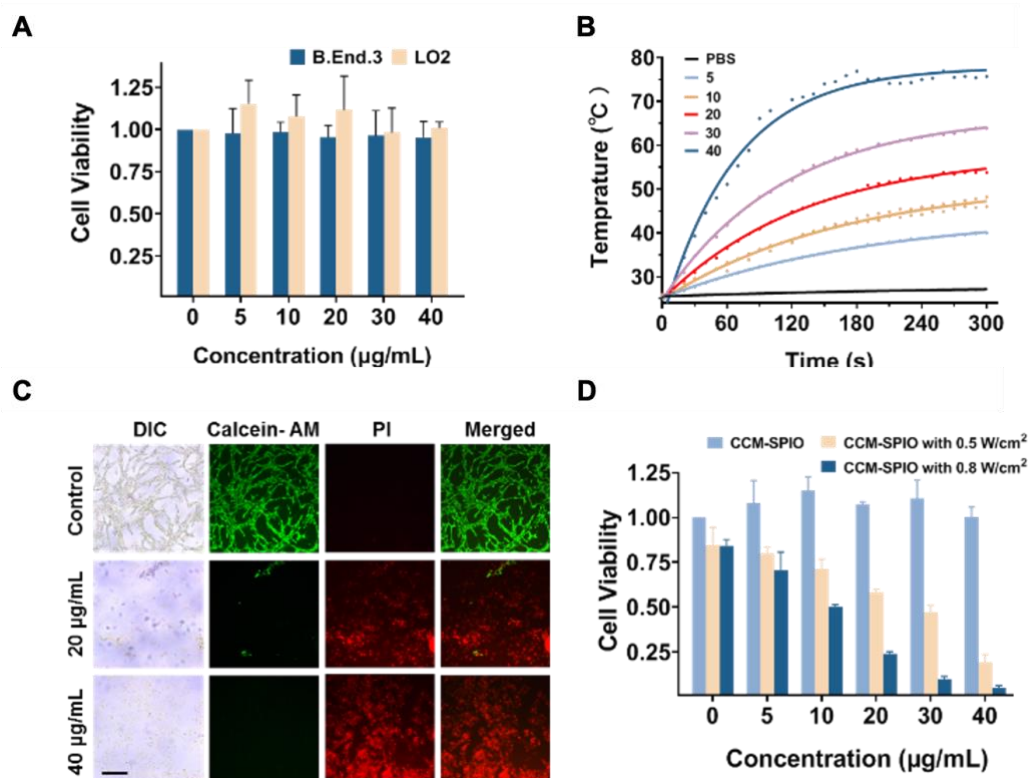 A
B.End.3 LO2
Cell Viability
1.25
1.00
0.75
0.50
0.25
0 5 10 20 30 40
Concentration (µg/mL)
B
Temprature (℃)
80
70
60
50
40
30
PBS
5
10
20
30
40
0 60 120 180 240 300
Time (s)
C
DIC Calcein- AM PI Merged
Control
20 µg/mL
40 µg/mL
D
CCM-SPIO CCM-SPIO with 0.5 W/cm²
CCM-SPIO with 0.8 W/cm²
Cell Viability
1.25
1.00
0.75
0.50
0.25
0 5 10 20 30 40
Concentration (µg/mL)